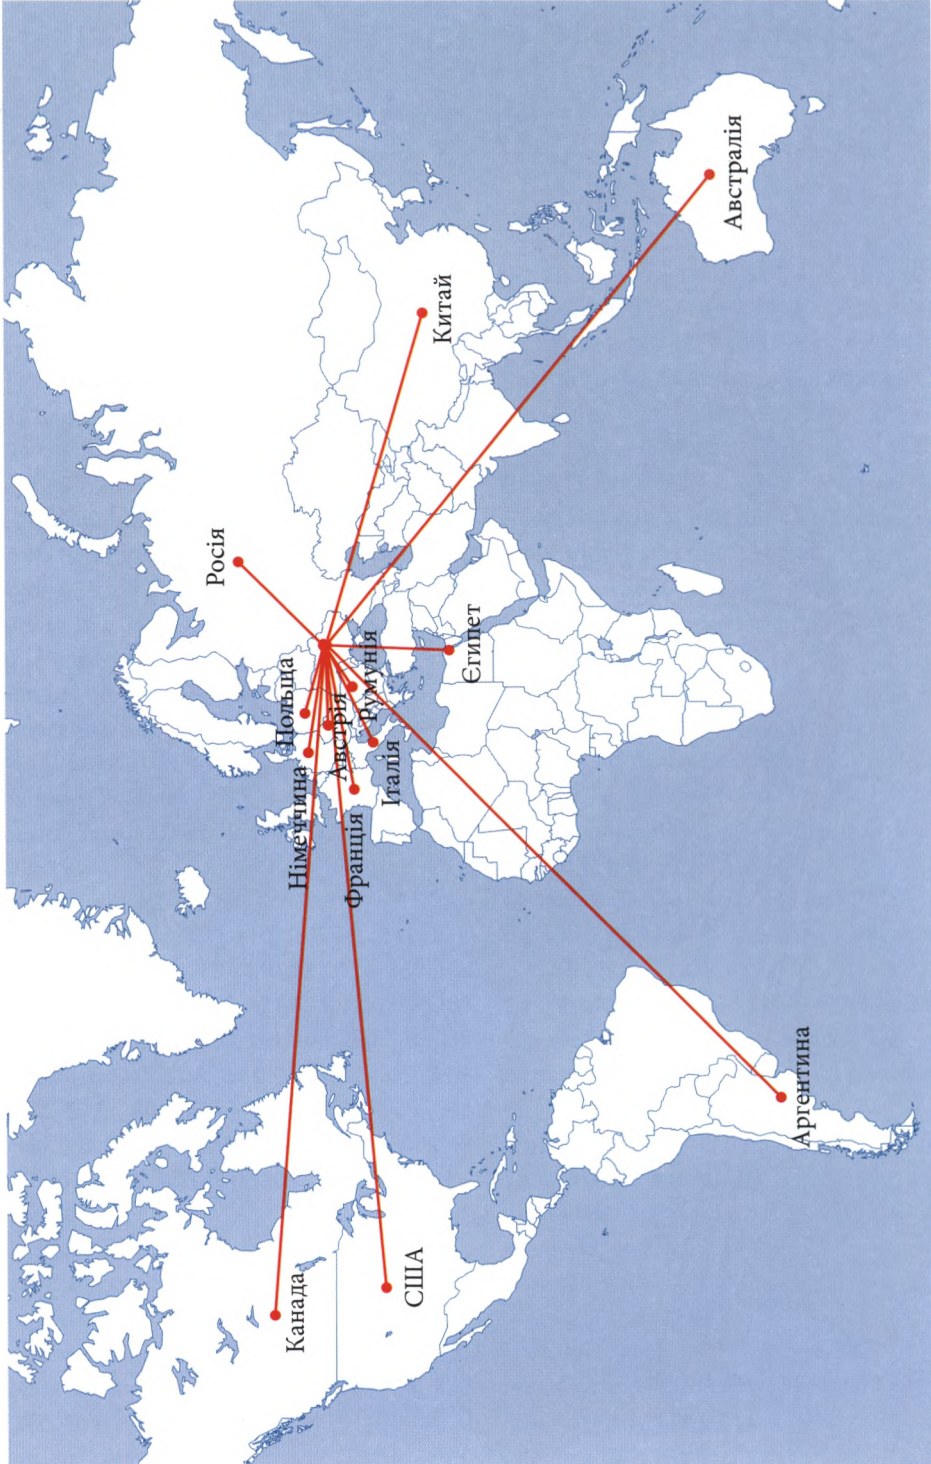 Канада
США
Аргентина
Німеччина
Польща
Франція
Австрія
Італія
Румунія
Росія
Єгипет
Китай
Австралія